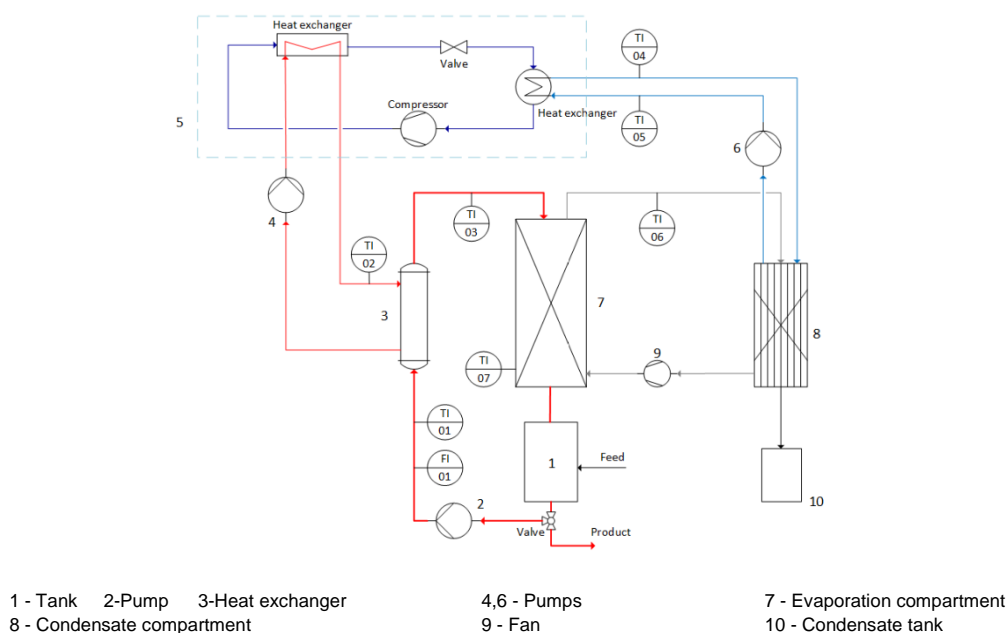 Heat exchanger
TI
04
Valve
Compressor
Heat exchanger
5
TI
05
6
4
TI
03
TI
06
TI
02
3
7
8
9
TI
07
TI
01
1
Feed
FI
01
2
10
Valve
Product
1 - Tank 2-Pump 3-Heat exchanger 4,6 - Pumps 7 - Evaporation compartment
8 - Condensate compartment 9 - Fan 10 - Condensate tank